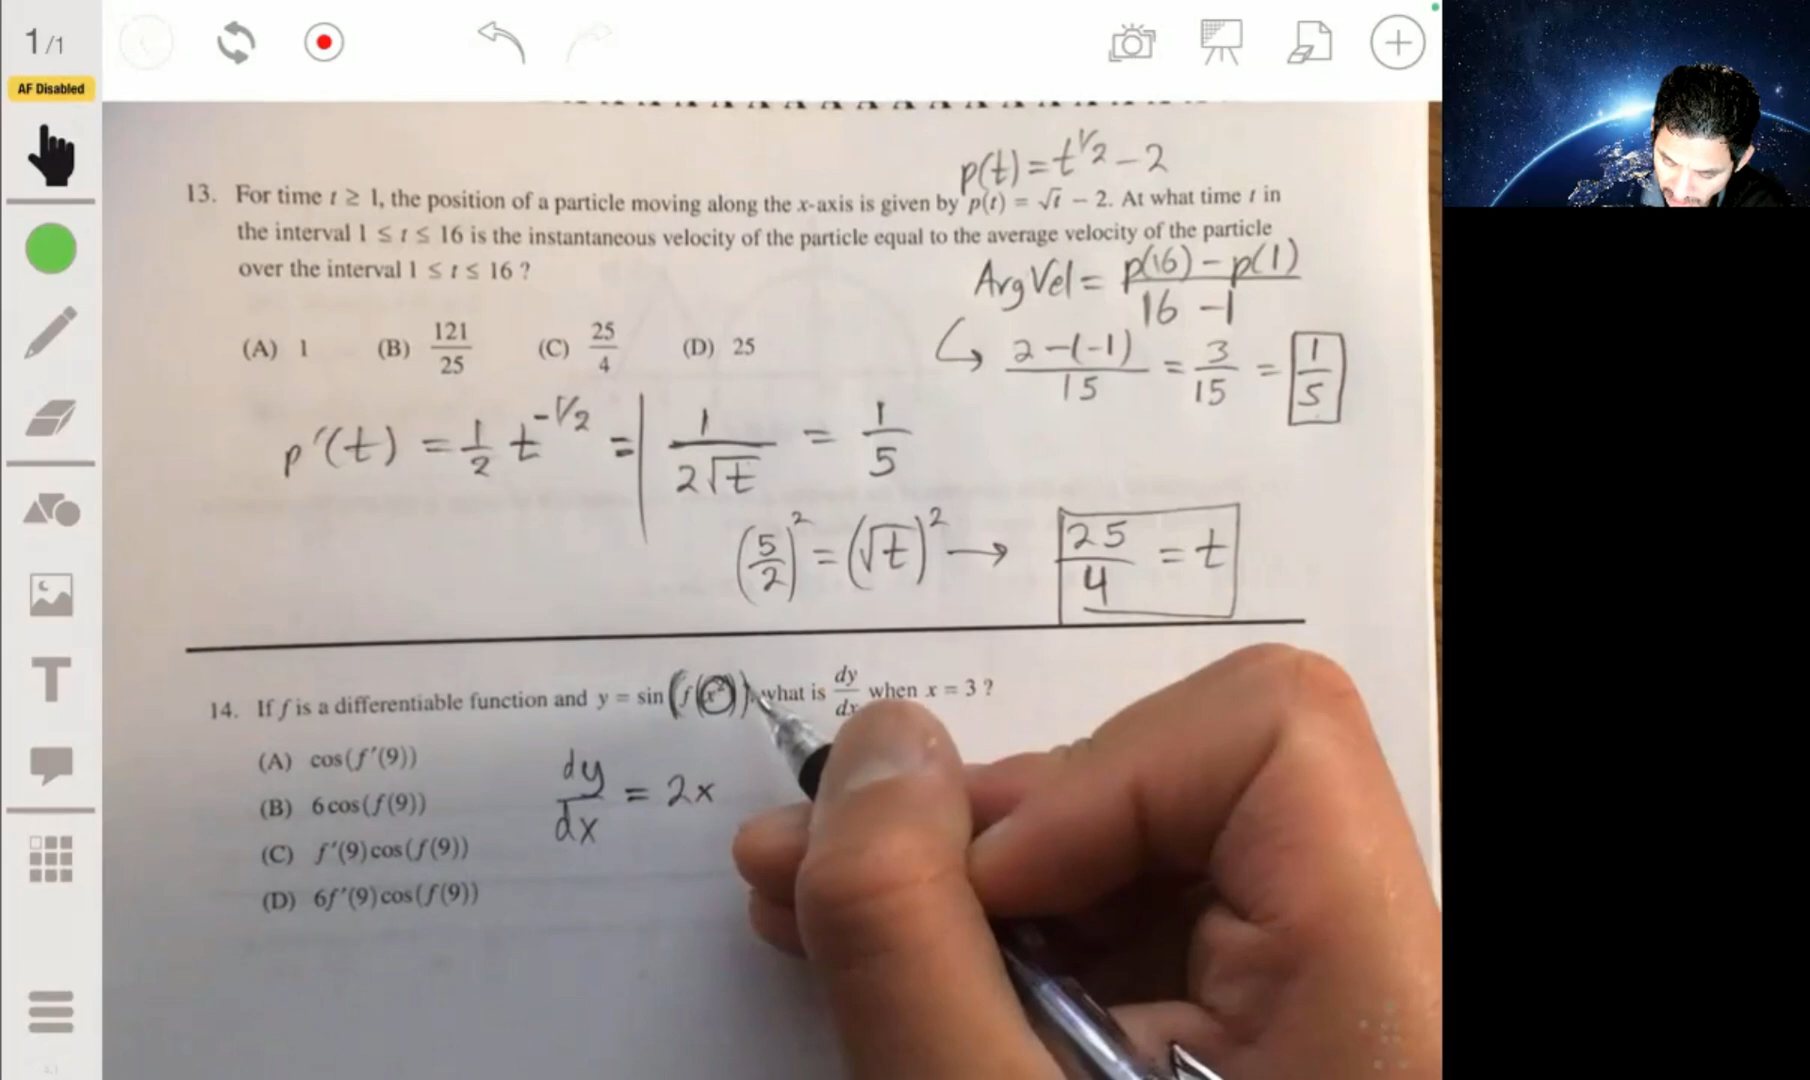 1/1
AF Disabled
T
p(t) = t^1/2 - 2
13. For time t ≥ 1, the position of a particle moving along the x-axis is given by p(t) = √t - 2. At what time t in
the interval 1 ≤ t ≤ 16 is the instantaneous velocity of the particle equal to the average velocity of the particle
over the interval 1 ≤ t ≤ 16 ?
Arg Vel = p(16) - p(1) / 16 - 1
(A) 1 (B) 121/25 (C) 25/4 (D) 25
2 - (-1) / 15 = 3/15 = 1/5
p'(t) = 1/2 t^-1/2 = 1/2√t = 1/5
(5/2)^2 = (√t)^2 → 25/4 = t
14. If f is a differentiable function and y = sin(f(x²)), what is dy/dx when x = 3 ?
(A) cos(f'(9))
(B) 6cos(f(9))
(C) f'(9)cos(f(9))
(D) 6f'(9)cos(f(9))
dy/dx = 2x